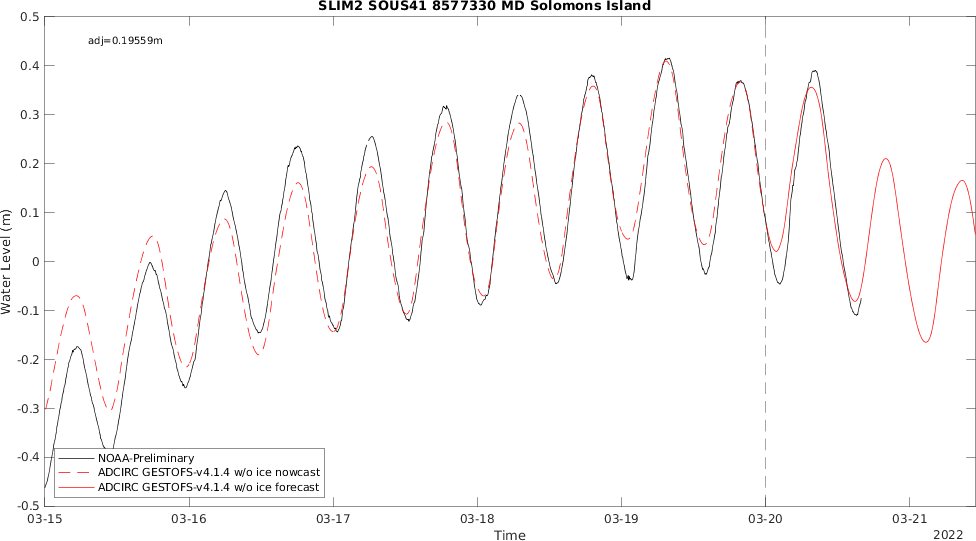 SLIM2 SOUS41 8577330 MD Solomons Island
adj=0.19559m
0.5
0.4
0.3
0.2
0.1
0
-0.1
-0.2
-0.3
-0.4
-0.5
Water Level (m)
NOAA-Preliminary
ADCIRC GESTOFS-v4.1.4 w/o ice nowcast
ADCIRC GESTOFS-v4.1.4 w/o ice forecast
03-15 03-16 03-17 03-18 03-19 03-20 03-21
Time
2022